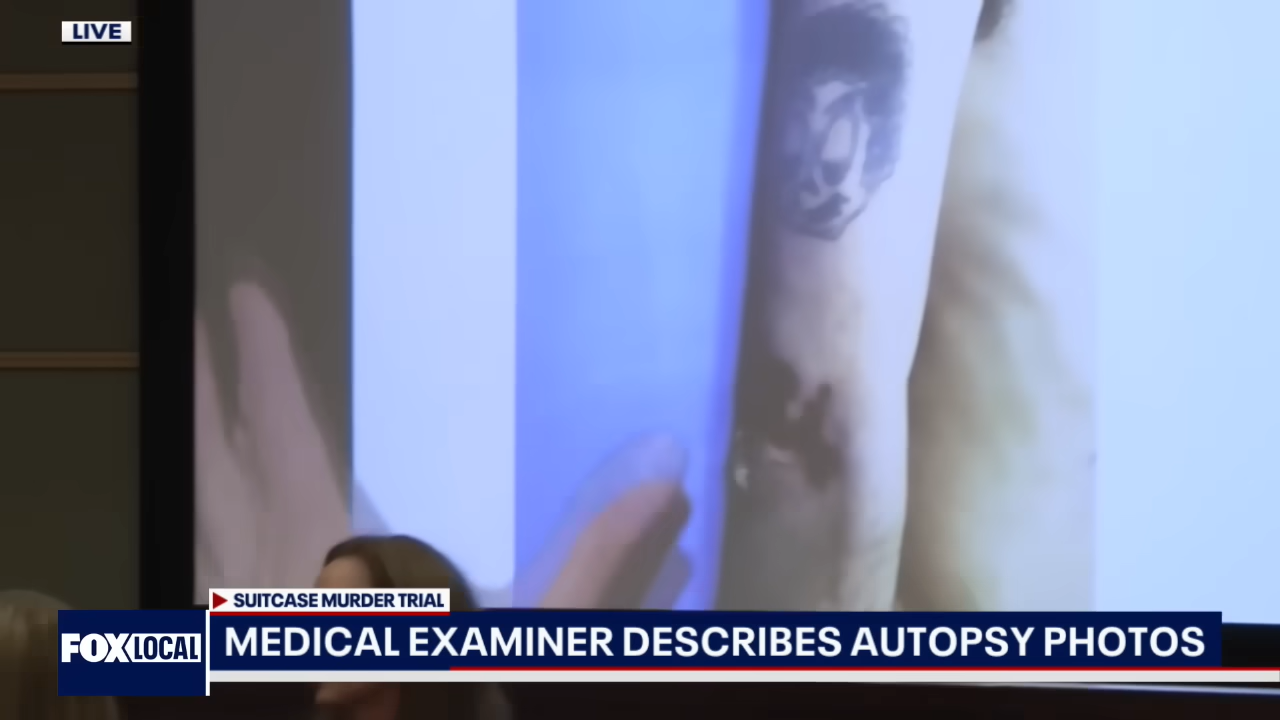 LIVE
SUITCASE MURDER TRIAL
FOX LOCAL
MEDICAL EXAMINER DESCRIBES AUTOPSY PHOTOS